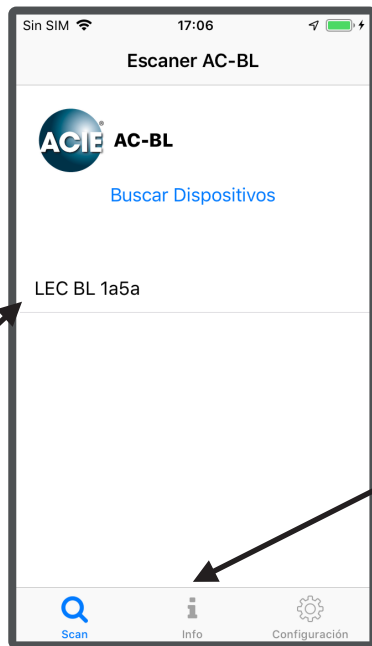 Sin SIM 17:06
Escaner AC-BL
ACIE® AC-BL
Buscar Dispositivos
LEC BL 1a5a
Scan Info Configuración